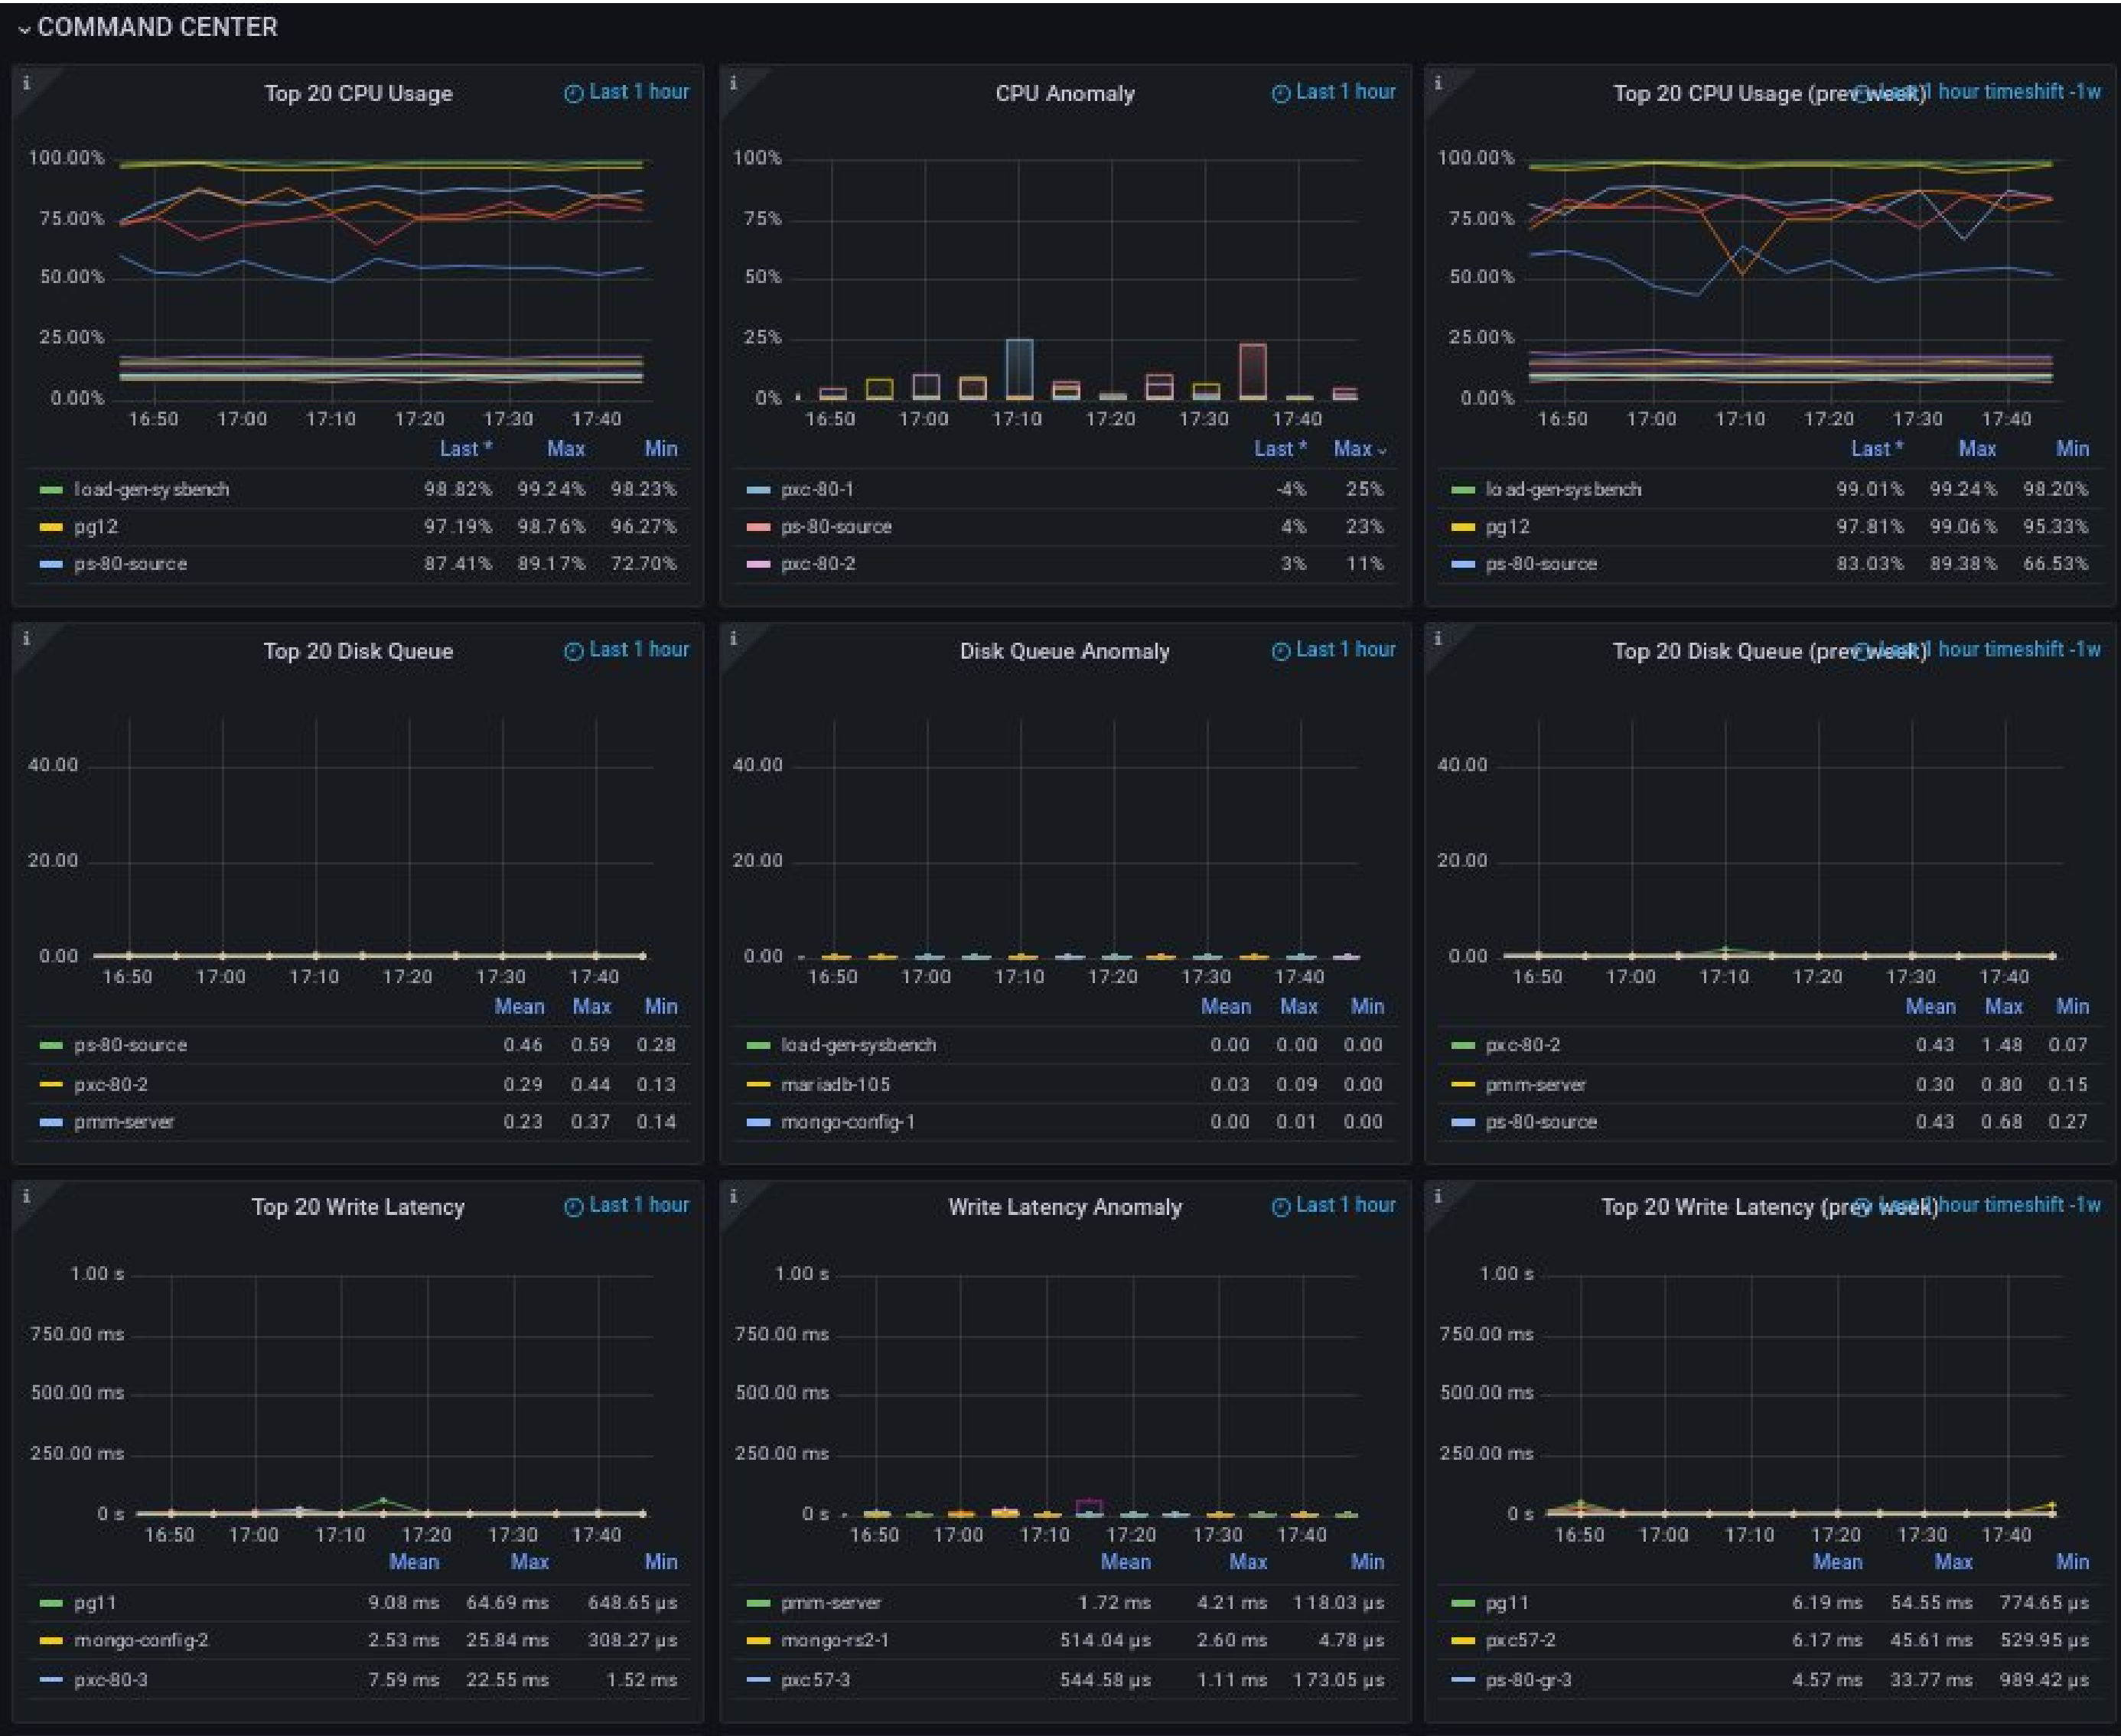 COMMAND CENTER
i Top 20 CPU Usage Last 1 hour
100.00%
75.00%
50.00%
25.00%
0.00%
16:50 17:00 17:10 17:20 17:30 17:40
Last * Max Min
load-gen-sysbench 98.82% 99.24% 98.23%
pg12 97.19% 98.76% 96.27%
ps-80-source 87.41% 89.17% 72.70%
i CPU Anomaly Last 1 hour
100%
75%
50%
25%
0%
16:50 17:00 17:10 17:20 17:30 17:40
Last * Max
pxc-80-1 -4% 25%
ps-80-source 4% 23%
pxc-80-2 3% 11%
i Top 20 CPU Usage (prev week) Last 1 hour timeshift -1w
100.00%
75.00%
50.00%
25.00%
0.00%
16:50 17:00 17:10 17:20 17:30 17:40
Last * Max Min
load-gen-sysbench 99.01% 99.24% 98.20%
pg12 97.81% 99.06% 95.33%
ps-80-source 83.03% 89.38% 66.53%
i Top 20 Disk Queue Last 1 hour
40.00
20.00
0.00
16:50 17:00 17:10 17:20 17:30 17:40
Mean Max Min
ps-80-source 0.46 0.59 0.28
pxc-80-2 0.29 0.44 0.13
pmm-server 0.23 0.37 0.14
i Disk Queue Anomaly Last 1 hour
40.00
20.00
0.00
16:50 17:00 17:10 17:20 17:30 17:40
Mean Max Min
load-gen-sysbench 0.00 0.00 0.00
mariadb-105 0.03 0.09 0.00
mongo-config-1 0.00 0.01 0.00
i Top 20 Disk Queue (prev week) Last 1 hour timeshift -1w
40.00
20.00
0.00
16:50 17:00 17:10 17:20 17:30 17:40
Mean Max Min
pxc-80-2 0.43 1.48 0.07
pmm-server 0.30 0.80 0.15
ps-80-source 0.43 0.68 0.27
i Top 20 Write Latency Last 1 hour
1.00 s
750.00 ms
500.00 ms
250.00 ms
0 s
16:50 17:00 17:10 17:20 17:30 17:40
Mean Max Min
pg11 9.08 ms 64.69 ms 648.65 µs
mongo-config-2 2.53 ms 25.84 ms 308.27 µs
pxc-80-3 7.59 ms 22.55 ms 1.52 ms
i Write Latency Anomaly Last 1 hour
1.00 s
750.00 ms
500.00 ms
250.00 ms
0 s
16:50 17:00 17:10 17:20 17:30 17:40
Mean Max Min
pmm-server 1.72 ms 4.21 ms 118.03 µs
mongo-rs2-1 514.04 µs 2.60 ms 4.78 µs
pxc57-3 544.58 µs 1.11 ms 173.05 µs
i Top 20 Write Latency (prev week) Last 1 hour timeshift -1w
1.00 s
750.00 ms
500.00 ms
250.00 ms
0 s
16:50 17:00 17:10 17:20 17:30 17:40
Mean Max Min
pg11 6.19 ms 54.55 ms 774.65 µs
pxc57-2 6.17 ms 45.61 ms 529.95 µs
ps-80-gr-3 4.57 ms 33.77 ms 989.42 µs